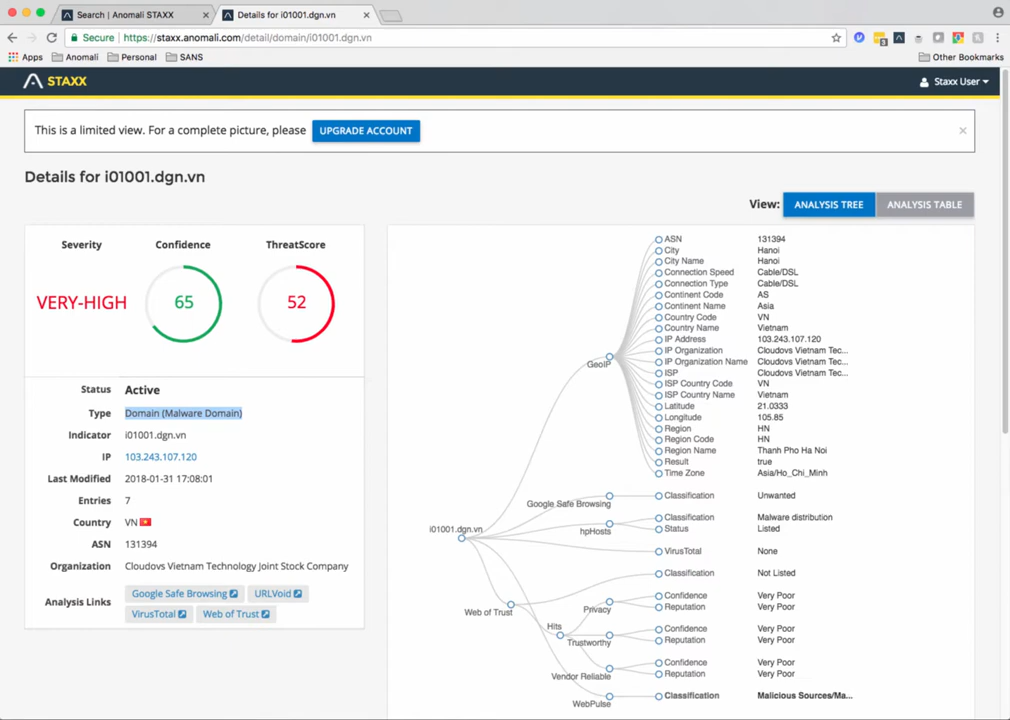 Search | Anomali STAXX
Details for i01001.dgn.vn
Secure https://staxx.anomali.com/detail/domain/i01001.dgn.vn
Apps Anomali Personal SANS Other Bookmarks
STAXX Staxx User
This is a limited view. For a complete picture, please UPGRADE ACCOUNT
Details for i01001.dgn.vn
View: ANALYSIS TREE ANALYSIS TABLE
Severity Confidence ThreatScore
VERY-HIGH 65 52
Status Active
Type Domain (Malware Domain)
Indicator i01001.dgn.vn
IP 103.243.107.120
Last Modified 2018-01-31 17:08:01
Entries 7
Country VN
ASN 131394
Organization Cloudovs Vietnam Technology Joint Stock Company
Analysis Links Google Safe Browsing URLVoid
VirusTotal Web of Trust
i01001.dgn.vn
GeoIP
ASN 131394
City Hanoi
City Name Hanoi
Connection Speed Cable/DSL
Connection Type Cable/DSL
Continent Code AS
Continent Name Asia
Country Code VN
Country Name Vietnam
IP Address 103.243.107.120
IP Organization Cloudovs Vietnam Tec...
IP Organization Name Cloudovs Vietnam Tec...
ISP Cloudovs Vietnam Tec...
ISP Country Code VN
ISP Country Name Vietnam
Latitude 21.0333
Longitude 105.85
Region HN
Region Code HN
Region Name Thanh Pho Ha Noi
Result true
Time Zone Asia/Ho_Chi_Minh
Google Safe Browsing
Classification Unwanted
hpHosts
Classification Malware distribution
Status Listed
VirusTotal None
Web of Trust
Classification Not Listed
Hits
Privacy
Confidence Very Poor
Reputation Very Poor
Trustworthy
Confidence Very Poor
Reputation Very Poor
Vendor Reliable
Confidence Very Poor
Reputation Very Poor
WebPulse
Classification Malicious Sources/Ma...